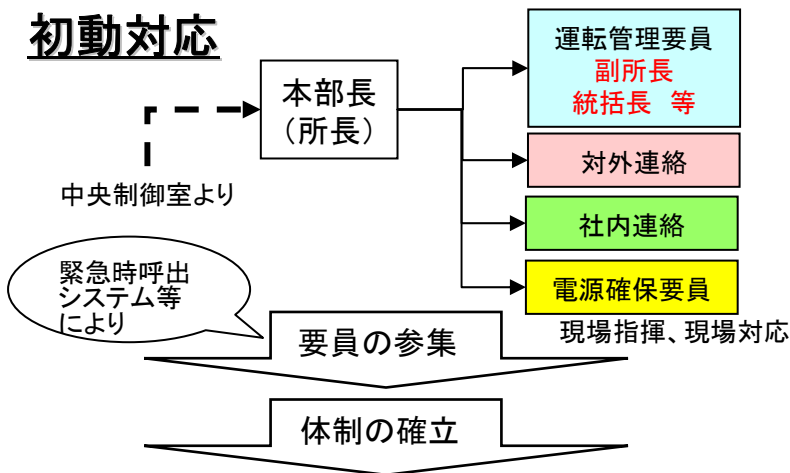 初動対応
運転管理要員
副所長
統括長 等
本部長
（所長）
対外連絡
中央制御室より
社内連絡
緊急時呼出
システム等
により
電源確保要員
現場指揮、現場対応
要員の参集
体制の確立